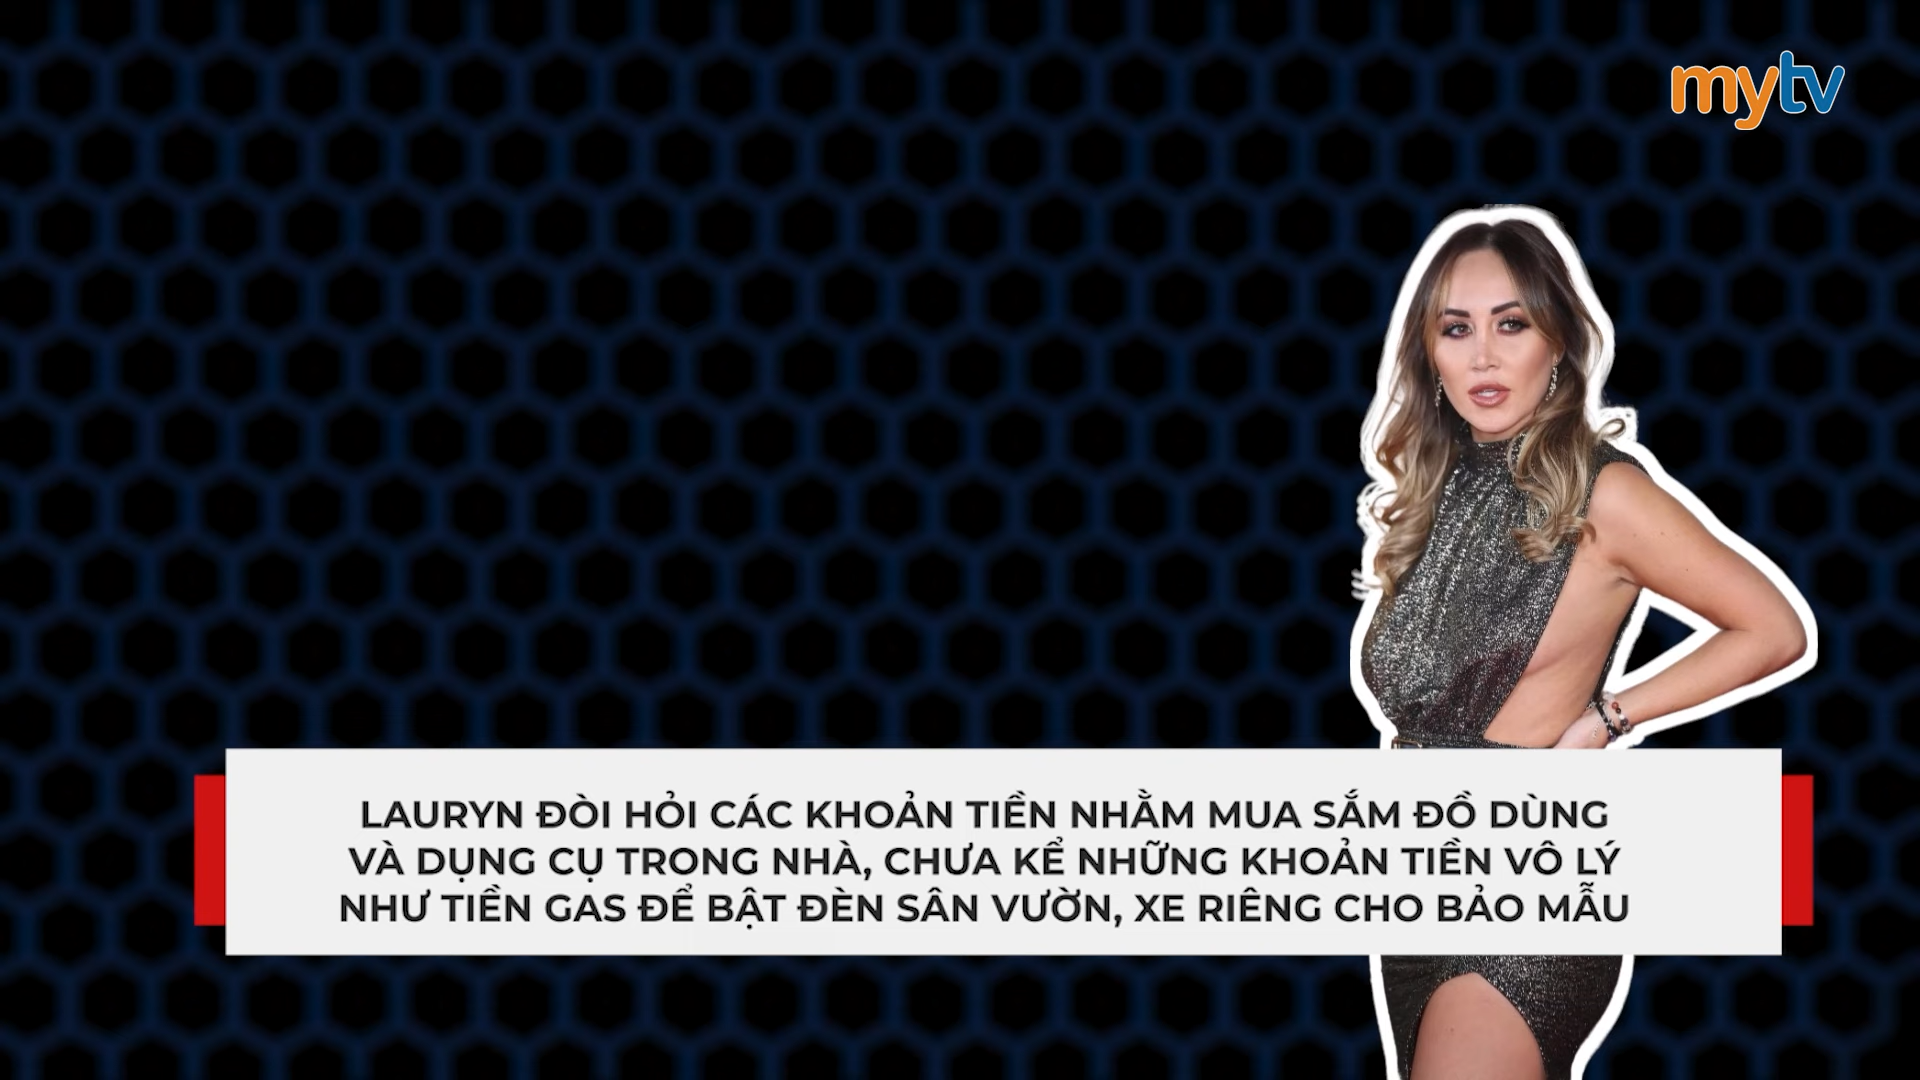 mytv
LAURYN ĐÒI HỎI CÁC KHOẢN TIỀN NHẰM MUA SẮM ĐỒ DÙNG
VÀ DỤNG CỤ TRONG NHÀ, CHƯA KỂ NHỮNG KHOẢN TIỀN VÔ LÝ
NHƯ TIỀN GAS ĐỂ BẬT ĐÈN SÂN VƯỜN, XE RIÊNG CHO BẢO MẪU